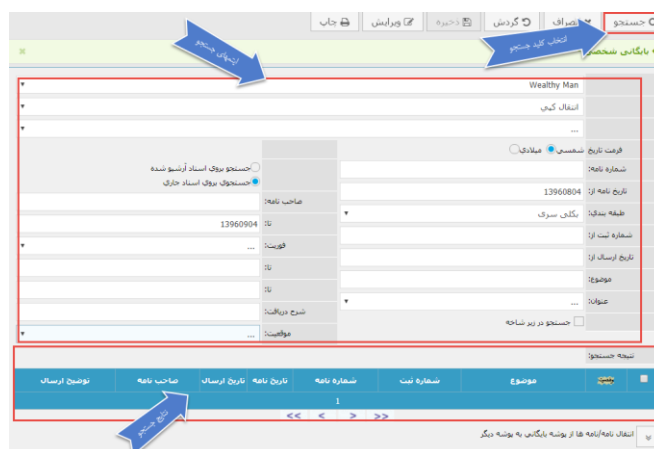 جستجو انصراف گردش ذخیره ویرایش چاپ
انتخاب کلید جستجو
آیتمهای جستجو
بایگانی شخصی
Wealthy Man
انتقال کپی
...
فرمت تاریخ شمسی میلادی
شماره نامه: جستجو بروی اسناد آرشیو شده
جستجوی بروی اسناد جاری
تاریخ نامه از: 13960804 صاحب نامه:
طبقه بندی: بکلی سری تا: 13960904
شماره ثبت از: فوریت: ...
تاریخ ارسال از: تا:
موضوع: تا:
عنوان: ... شرح دریافت:
جستجو در زیر شاخه موقعیت: ...
نتیجه جستجو:
موضوع شماره ثبت شماره نامه تاریخ نامه تاریخ ارسال صاحب نامه توضیح ارسال
1
<< < > >>
نتایج جستجو
انتقال نامه/نامه ها از پوشه بایگانی به پوشه دیگر